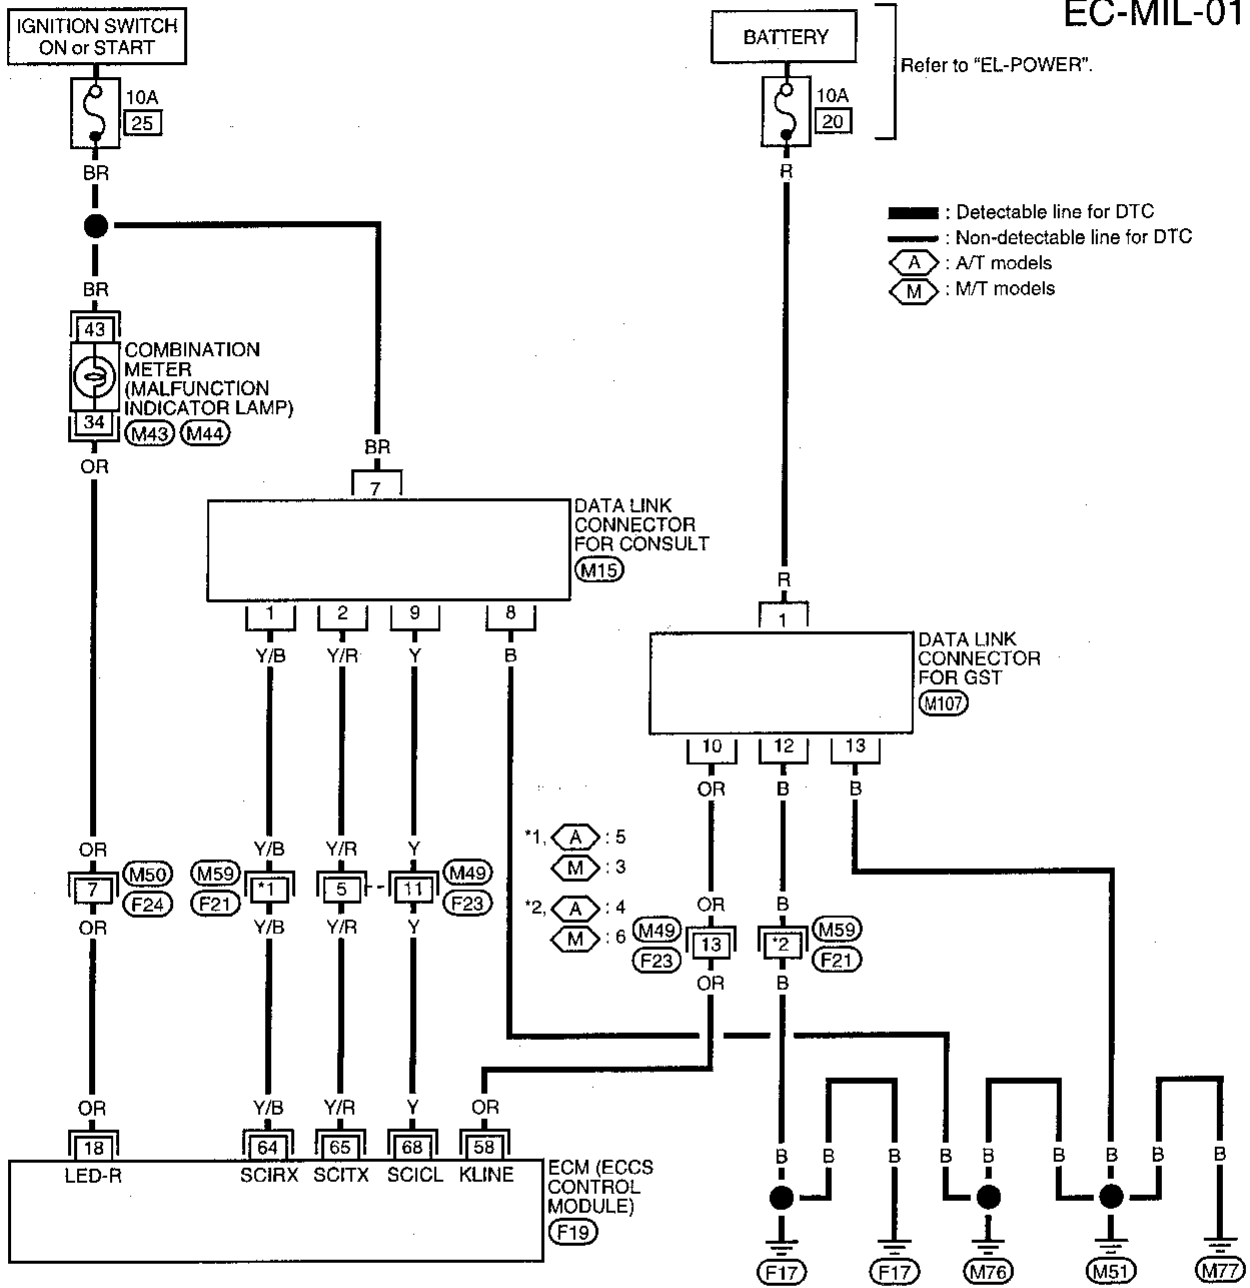 EC-MIL-01
IGNITION SWITCH
ON or START
BATTERY
Refer to "EL-POWER".
10A
25
10A
20
BR
R
: Detectable line for DTC
: Non-detectable line for DTC
A : A/T models
M : M/T models
BR
43
COMBINATION
METER
(MALFUNCTION
INDICATOR LAMP)
34
M43 M44
OR
BR
7
DATA LINK
CONNECTOR
FOR CONSULT
M15
R
1
1 2 9 8
Y/B Y/R Y B
DATA LINK
CONNECTOR
FOR GST
M107
10 12 13
OR B B
*1, A : 5
M : 3
*2, A : 4
M : 6
OR Y/B Y/R Y
7 M50 F24
M59 F21 *1
5 11 M49 F23
OR Y/B Y/R Y
OR B
M49 F23 13
*2 M59 F21
OR B
OR Y/B Y/R Y OR
18 64 65 68 58
LED-R SCIRX SCITX SCICL KLINE
ECM (ECCS
CONTROL
MODULE)
F19
B B B B B B B B B
F17 F17 M76 M51 M77